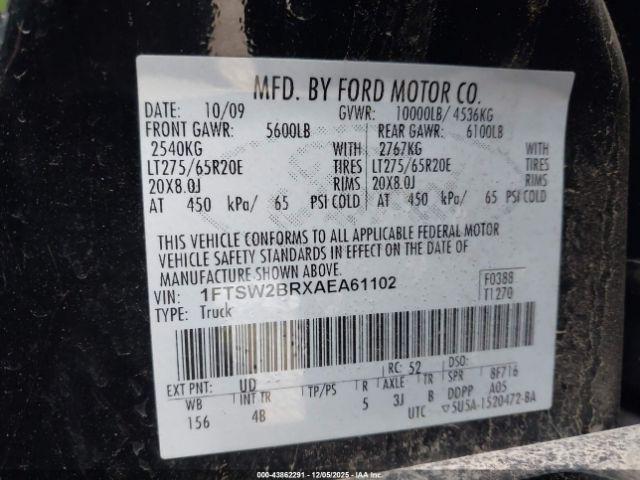 MFD. BY FORD MOTOR CO.
DATE: 10/09 GVWR: 10000LB/ 4536KG
FRONT GAWR: 5600LB REAR GAWR: 6100LB
2540KG WITH 2767KG WITH
LT275/65R20E TIRES LT275/65R20E TIRES
20X8.0J RIMS 20X8.0J RIMS
AT 450 kPa/ 65 PSI COLD AT 450 kPa/ 65 PSI COLD
THIS VEHICLE CONFORMS TO ALL APPLICABLE FEDERAL MOTOR
VEHICLE SAFETY STANDARDS IN EFFECT ON THE DATE OF
MANUFACTURE SHOWN ABOVE.
VIN: 1FTSW2BRXAEA61102 F0388
TYPE: Truck T1270
RC: 52 DSO:
EXT PNT: UD
WB INT TR TP/PS R AXLE TR SPR 8F716
156 4B 5 3J B DDPP A05
UTC ▽5U5A-1520472-BA
000-43862291 - 12/05/2025 - IAAI.COM